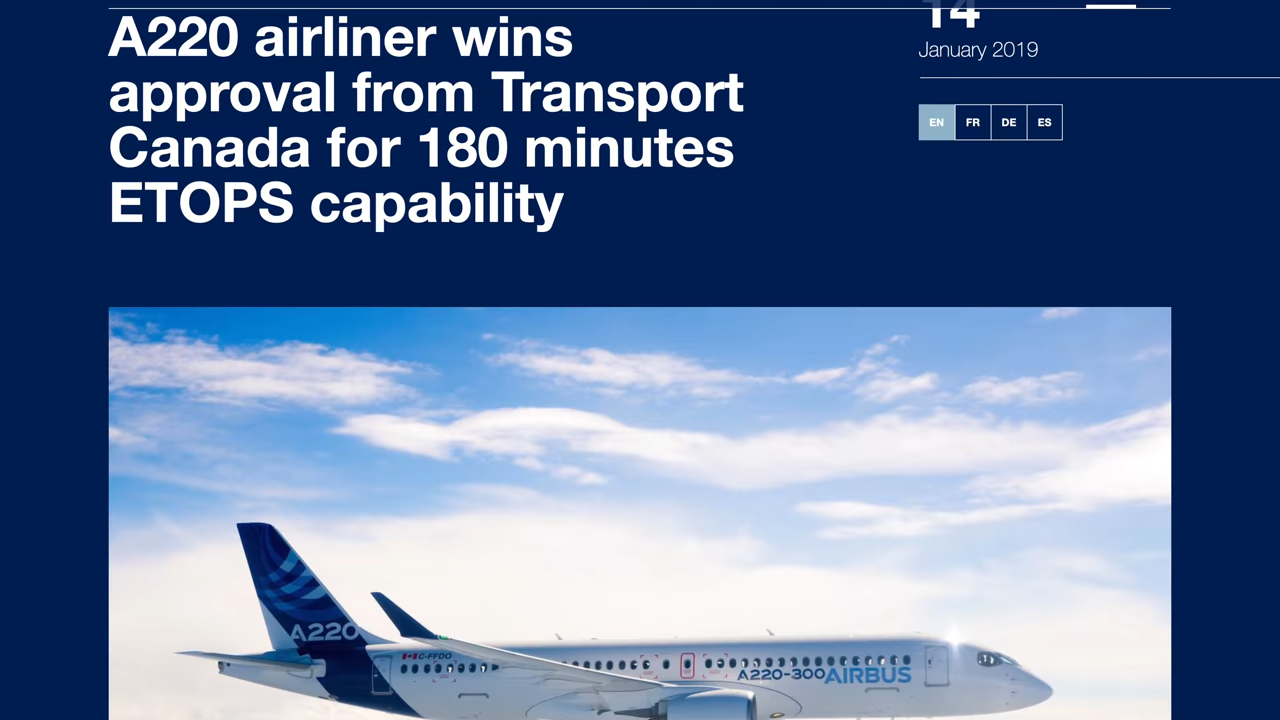 A220 airliner wins
approval from Transport
Canada for 180 minutes
ETOPS capability
14
January 2019
EN FR DE ES
A220
C-FFDO
A220-300 AIRBUS